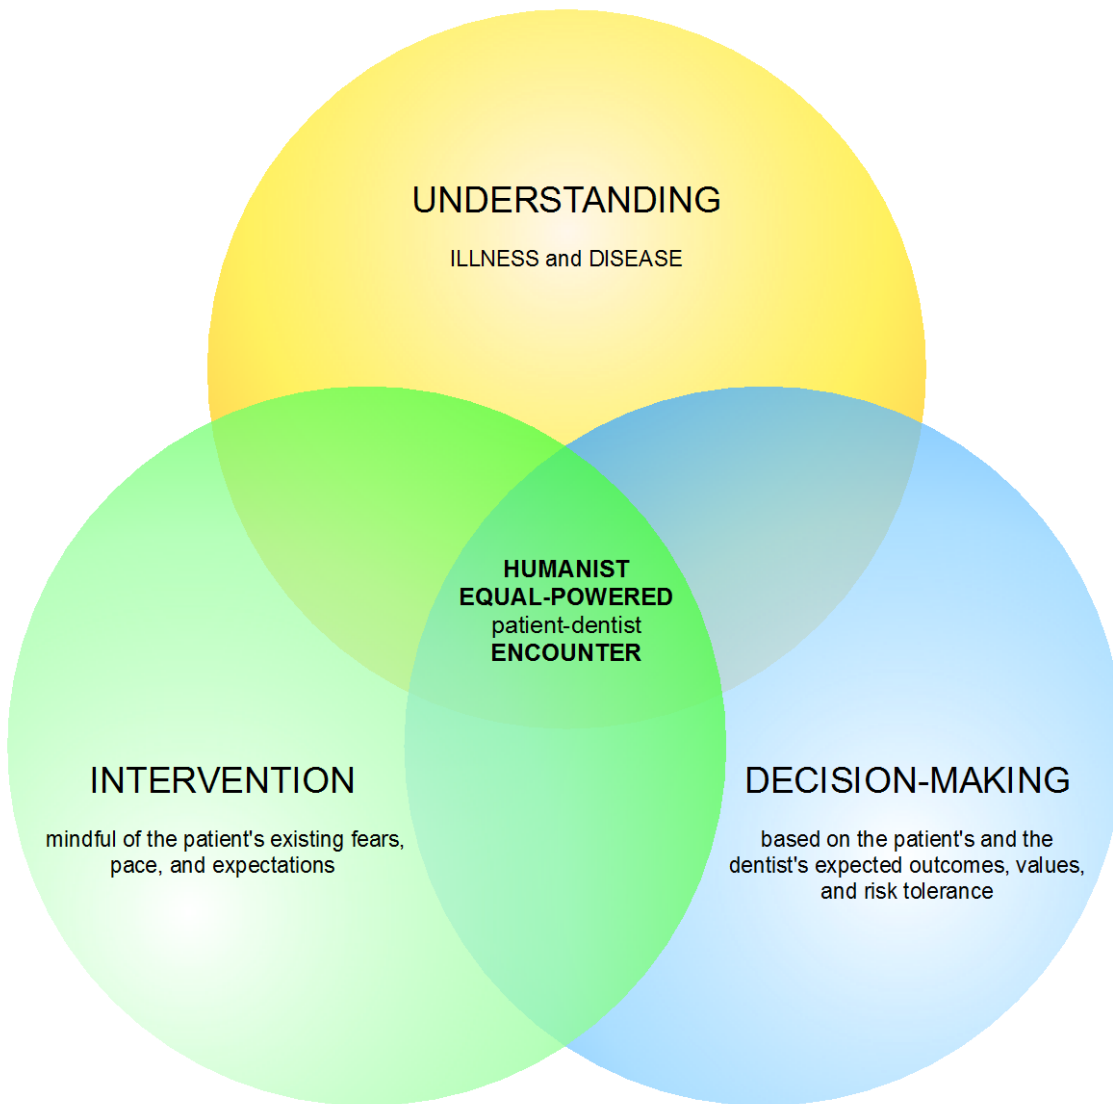 UNDERSTANDING
ILLNESS and DISEASE
HUMANIST
EQUAL-POWERED
patient-dentist
ENCOUNTER
INTERVENTION
mindful of the patient's existing fears,
pace, and expectations
DECISION-MAKING
based on the patient's and the
dentist's expected outcomes, values,
and risk tolerance